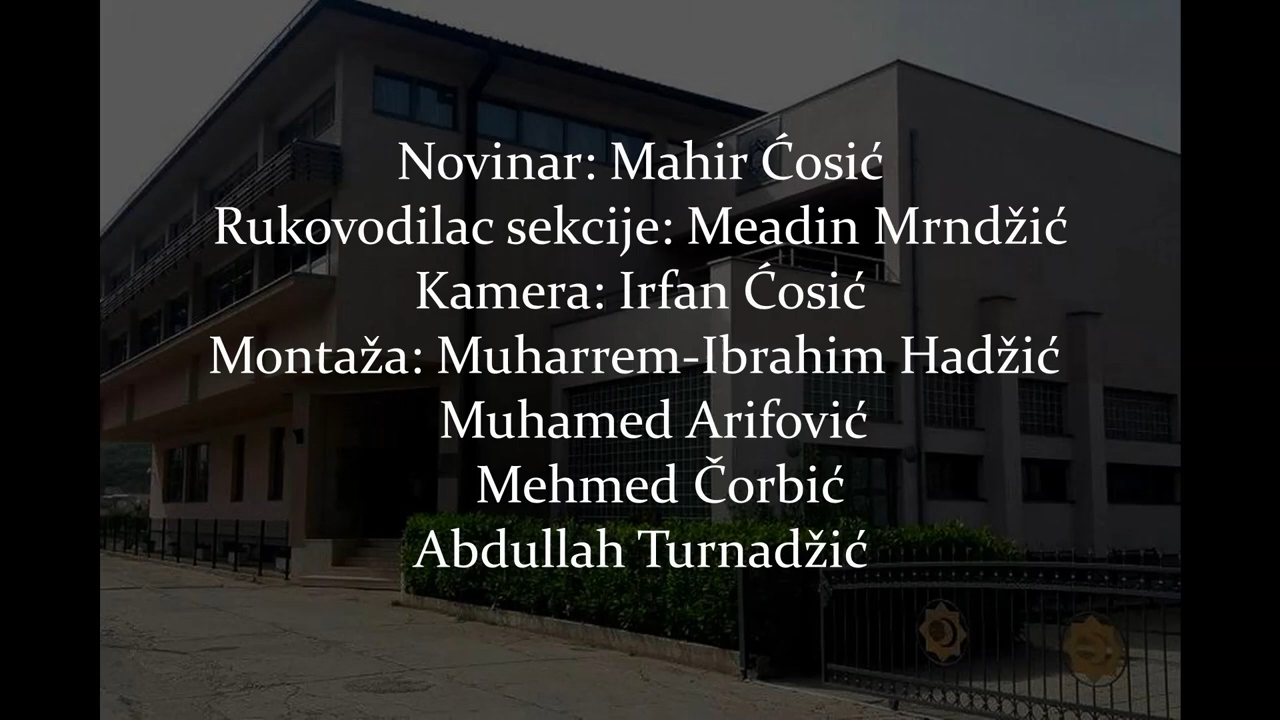 Novinar: Mahir Ćosić
Rukovodilac sekcije: Meadin Mrndžić
Kamera: Irfan Ćosić
Montaža: Muharrem-Ibrahim Hadžić
Muhamed Arifović
Mehmed Čorbić
Abdullah Turnadžić